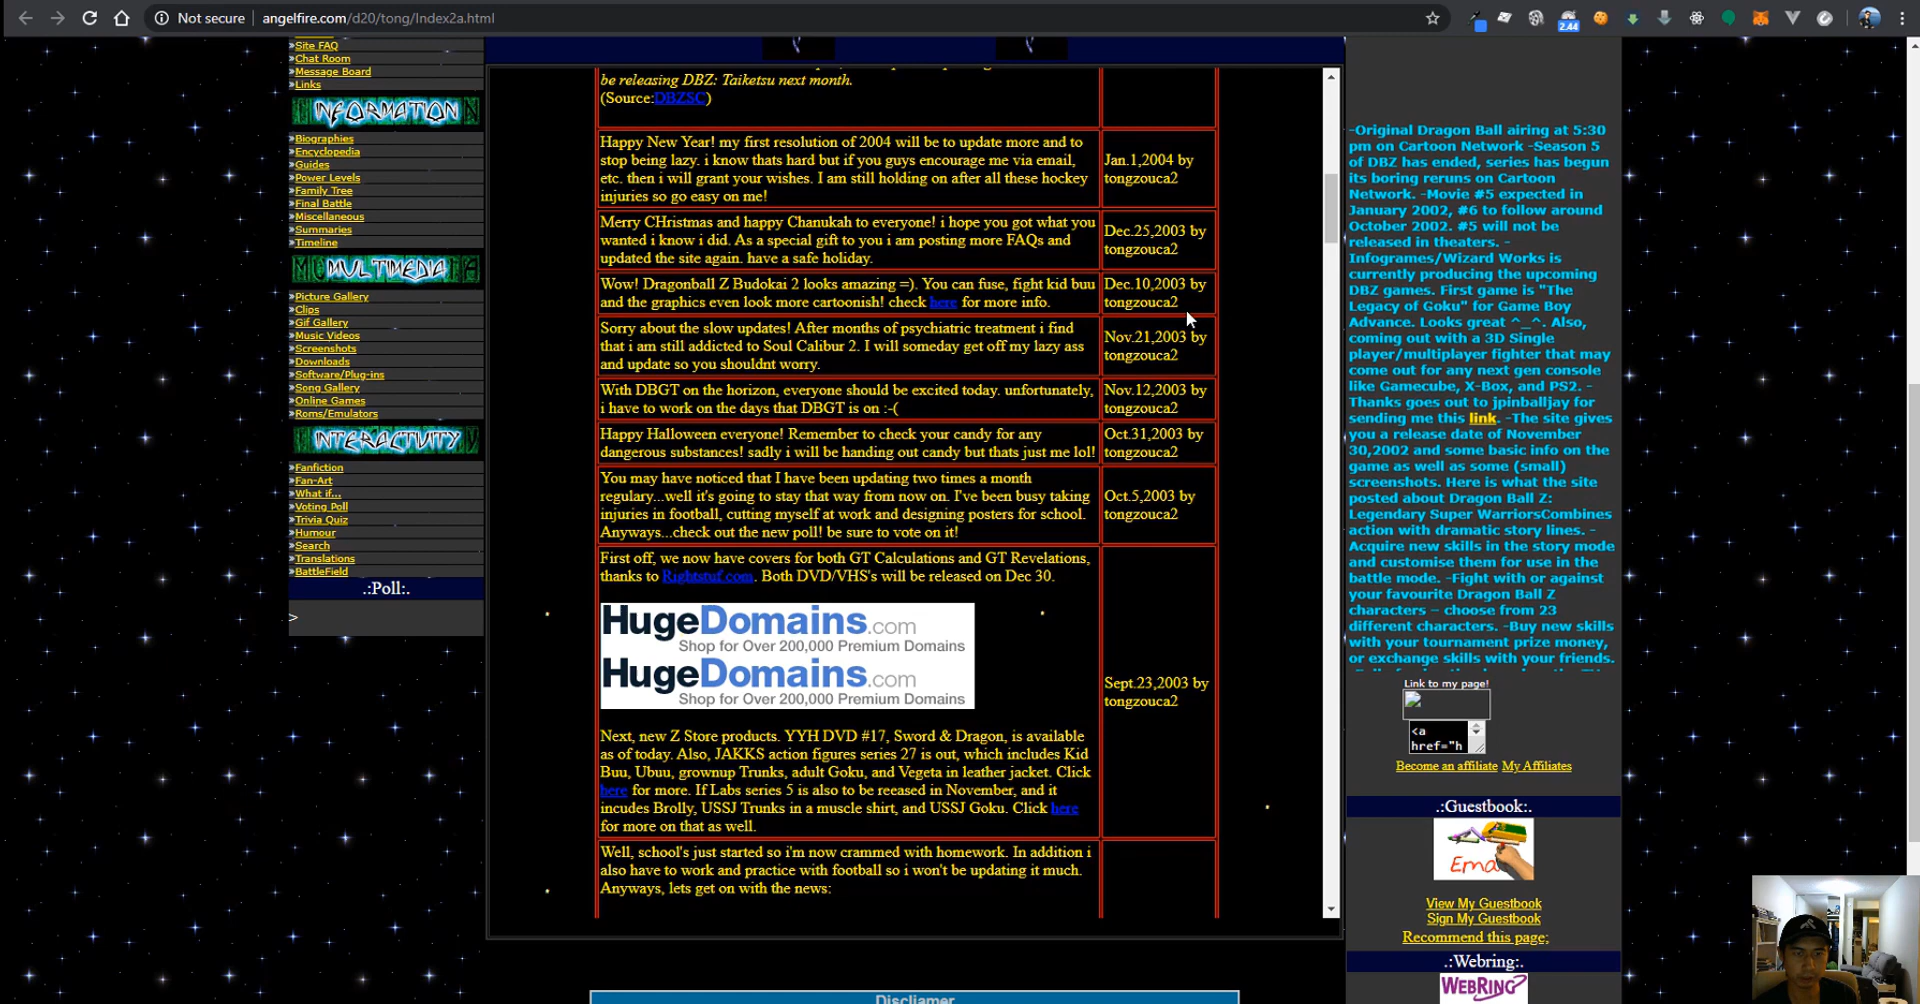 Not secure | angelfire.com/d20/tong/Index2a.html
2.44
»Site FAQ
»Chat Room
»Message Board
»Links
INFORMATION
»Biographies
»Encyclopedia
»Guides
»Power Levels
»Family Tree
»Final Battle
»Miscellaneous
»Summaries
»Timeline
MULTIMEDIA
»Picture Gallery
»Clips
»Gif Gallery
»Music Videos
»Screenshots
»Downloads
»Software/Plug-ins
»Song Gallery
»Online Games
»Roms/Emulators
INTERACTIVITY
»Fanfiction
»Fan-Art
»What if...
»Voting Poll
»Trivia Quiz
»Humour
»Search
»Translations
»BattleField
.:Poll:.
>
be releasing DBZ: Taiketsu next month.
(Source:DBZSC)
Happy New Year! my first resolution of 2004 will be to update more and to
stop being lazy. i know thats hard but if you guys encourage me via email,
etc. then i will grant your wishes. I am still holding on after all these hockey
injuries so go easy on me!
Jan.1,2004 by
tongzouca2
Merry CHristmas and happy Chanukah to everyone! i hope you got what you
wanted i know i did. As a special gift to you i am posting more FAQs and
updated the site again. have a safe holiday.
Dec.25,2003 by
tongzouca2
Wow! Dragonball Z Budokai 2 looks amazing =). You can fuse, fight kid buu
and the graphics even look more cartoonish! check here for more info.
Dec.10,2003 by
tongzouca2
Sorry about the slow updates! After months of psychiatric treatment i find
that i am still addicted to Soul Calibur 2. I will someday get off my lazy ass
and update so you shouldnt worry.
Nov.21,2003 by
tongzouca2
With DBGT on the horizon, everyone should be excited today. unfortunately,
i have to work on the days that DBGT is on :-(
Nov.12,2003 by
tongzouca2
Happy Halloween everyone! Remember to check your candy for any
dangerous substances! sadly i will be handing out candy but thats just me lol!
Oct.31,2003 by
tongzouca2
You may have noticed that I have been updating two times a month
regulary...well it's going to stay that way from now on. I've been busy taking
injuries in football, cutting myself at work and designing posters for school.
Anyways...check out the new poll! be sure to vote on it!
Oct.5,2003 by
tongzouca2
First off, we now have covers for both GT Calculations and GT Revelations,
thanks to Rightstuf.com. Both DVD/VHS's will be released on Dec 30.
HugeDomains.com
Shop for Over 200,000 Premium Domains
HugeDomains.com
Shop for Over 200,000 Premium Domains
Sept.23,2003 by
tongzouca2
Next, new Z Store products. YYH DVD #17, Sword & Dragon, is available
as of today. Also, JAKKS action figures series 27 is out, which includes Kid
Buu, Ubuu, grownup Trunks, adult Goku, and Vegeta in leather jacket. Click
here for more. If Labs series 5 is also to be reeased in November, and it
incudes Brolly, USSJ Trunks in a muscle shirt, and USSJ Goku. Click here
for more on that as well.
Well, school's just started so i'm now crammed with homework. In addition i
also have to work and practice with football so i won't be updating it much.
Anyways, lets get on with the news:
Discliamer
-Original Dragon Ball airing at 5:30
pm on Cartoon Network -Season 5
of DBZ has ended, series has begun
its boring reruns on Cartoon
Network. -Movie #5 expected in
January 2002, #6 to follow around
October 2002. #5 will not be
released in theaters. -
Infogrames/Wizard Works is
currently producing the upcoming
DBZ games. First game is "The
Legacy of Goku" for Game Boy
Advance. Looks great ^_^. Also,
coming out with a 3D Single
player/multiplayer fighter that may
come out for any next gen console
like Gamecube, X-Box, and PS2. -
Thanks goes out to jpinballjay for
sending me this link. -The site gives
you a release date of November
30,2002 and some basic info on the
game as well as some (small)
screenshots. Here is what the site
posted about Dragon Ball Z:
Legendary Super WarriorsCombines
action with dramatic story lines. -
Acquire new skills in the story mode
and customise them for use in the
battle mode. -Fight with or against
your favourite Dragon Ball Z
characters – choose from 23
different characters. -Buy new skills
with your tournament prize money,
or exchange skills with your friends.
Link to my page!
<a
href="h
Become an affiliate My Affiliates
.:Guestbook:.
Ema
View My Guestbook
Sign My Guestbook
Recommend this page;
.:Webring:.
WEBRING